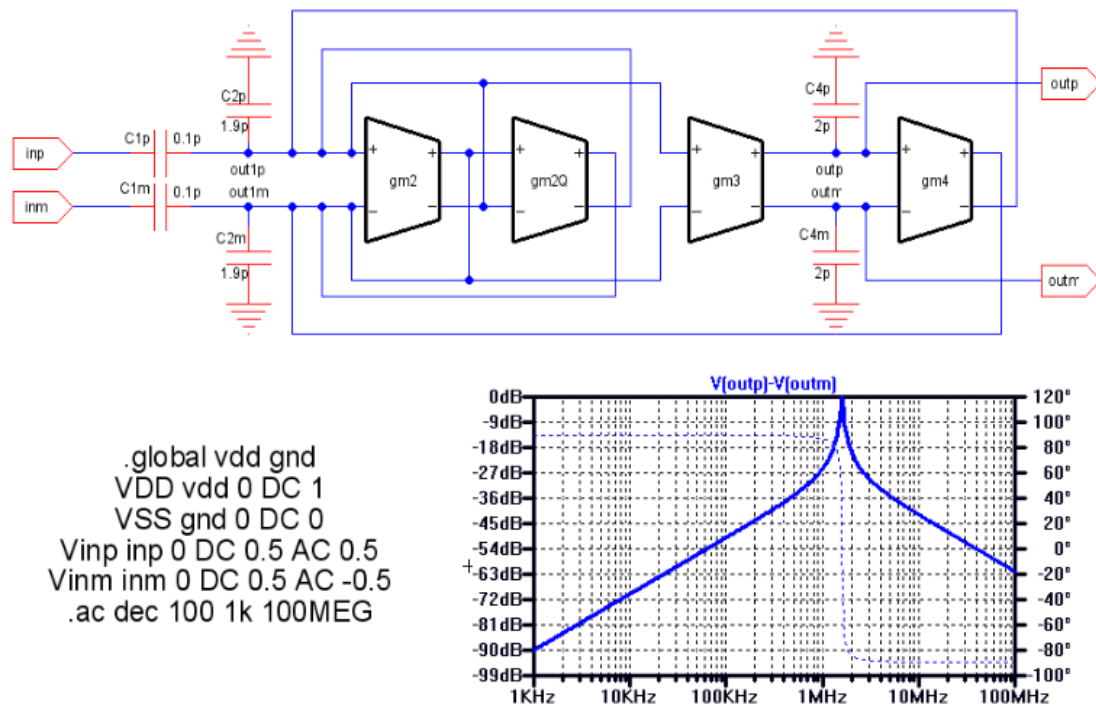 C2p
1.9p
C4p
2p
outp
inp
C1p 0.1p
+ + + + + + + +
out1p
outp
gm2
gm2Q
gm3
gm4
out1m
outm
inm
C1m 0.1p
− − − − − − − −
C2m
1.9p
C4m
2p
outm
.global vdd gnd
VDD vdd 0 DC 1
VSS gnd 0 DC 0
Vinp inp 0 DC 0.5 AC 0.5
Vinm inm 0 DC 0.5 AC -0.5
.ac dec 100 1k 100MEG
V(outp)-V(outm)
0dB 120°
-9dB 100°
-18dB 80°
-27dB 60°
-36dB 40°
-45dB 20°
-54dB 0°
-63dB -20°
-72dB -40°
-81dB -60°
-90dB -80°
-99dB -100°
1KHz 10KHz 100KHz 1MHz 10MHz 100MHz